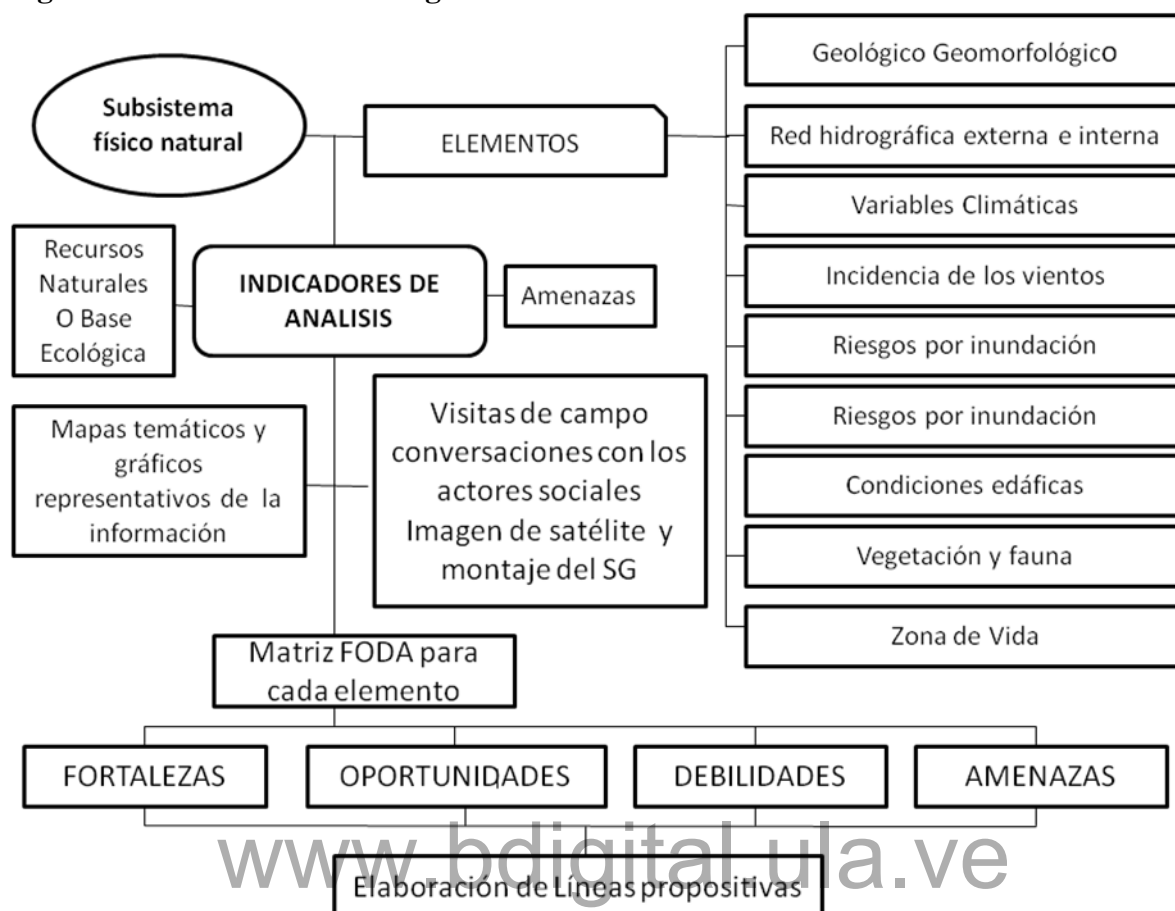 Subsistema
físico natural
ELEMENTOS
Geológico Geomorfológico
Red hidrográfica externa e interna
Variables Climáticas
Incidencia de los vientos
Riesgos por inundación
Riesgos por inundación
Condiciones edáficas
Vegetación y fauna
Zona de Vida
Recursos
Naturales
O Base
Ecológica
INDICADORES DE
ANALISIS
Amenazas
Mapas temáticos y
gráficos
representativos de la
información
Visitas de campo
conversaciones con los
actores sociales
Imagen de satélite y
montaje del SG
Matriz FODA para
cada elemento
FORTALEZAS
OPORTUNIDADES
DEBILIDADES
AMENAZAS
www.bdigital.ula.ve
Elaboración de Líneas propositivas